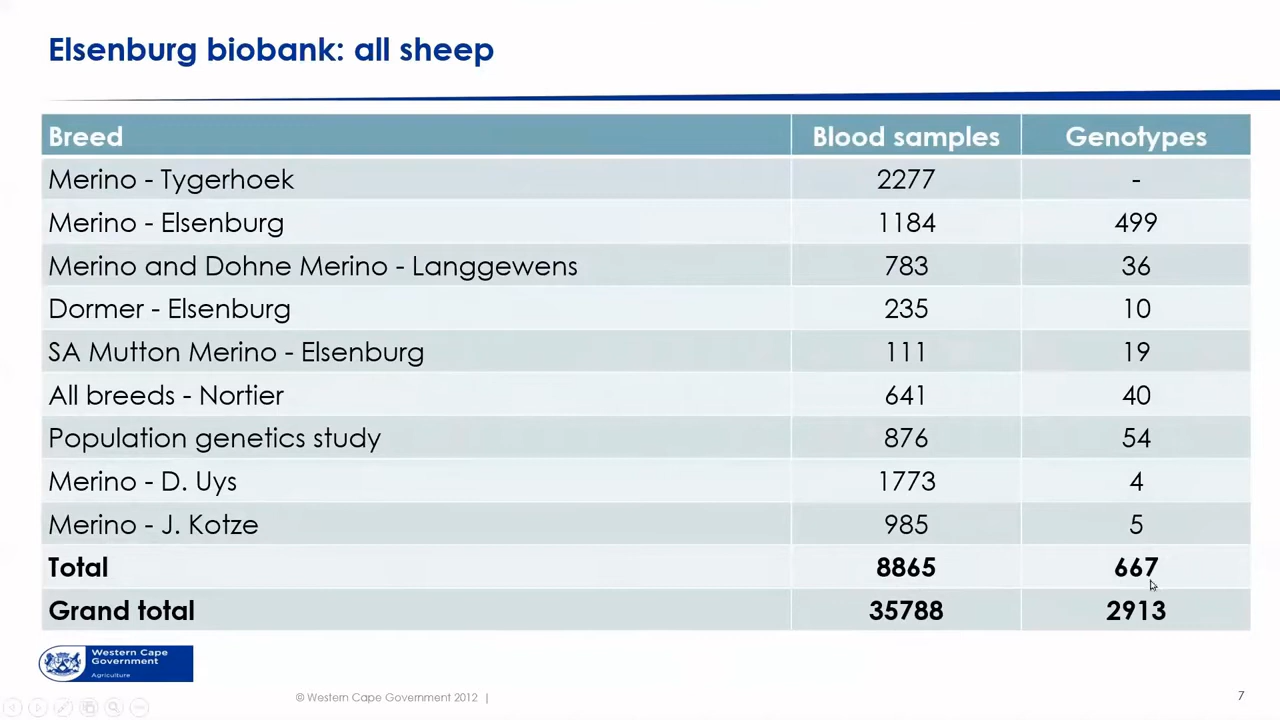 Elsenburg biobank: all sheep
Breed Blood samples Genotypes
Merino - Tygerhoek 2277 -
Merino - Elsenburg 1184 499
Merino and Dohne Merino - Langgewens 783 36
Dormer - Elsenburg 235 10
SA Mutton Merino - Elsenburg 111 19
All breeds - Nortier 641 40
Population genetics study 876 54
Merino - D. Uys 1773 4
Merino - J. Kotze 985 5
Total 8865 667
Grand total 35788 2913
Western Cape
Government
Agriculture
© Western Cape Government 2012 |
7